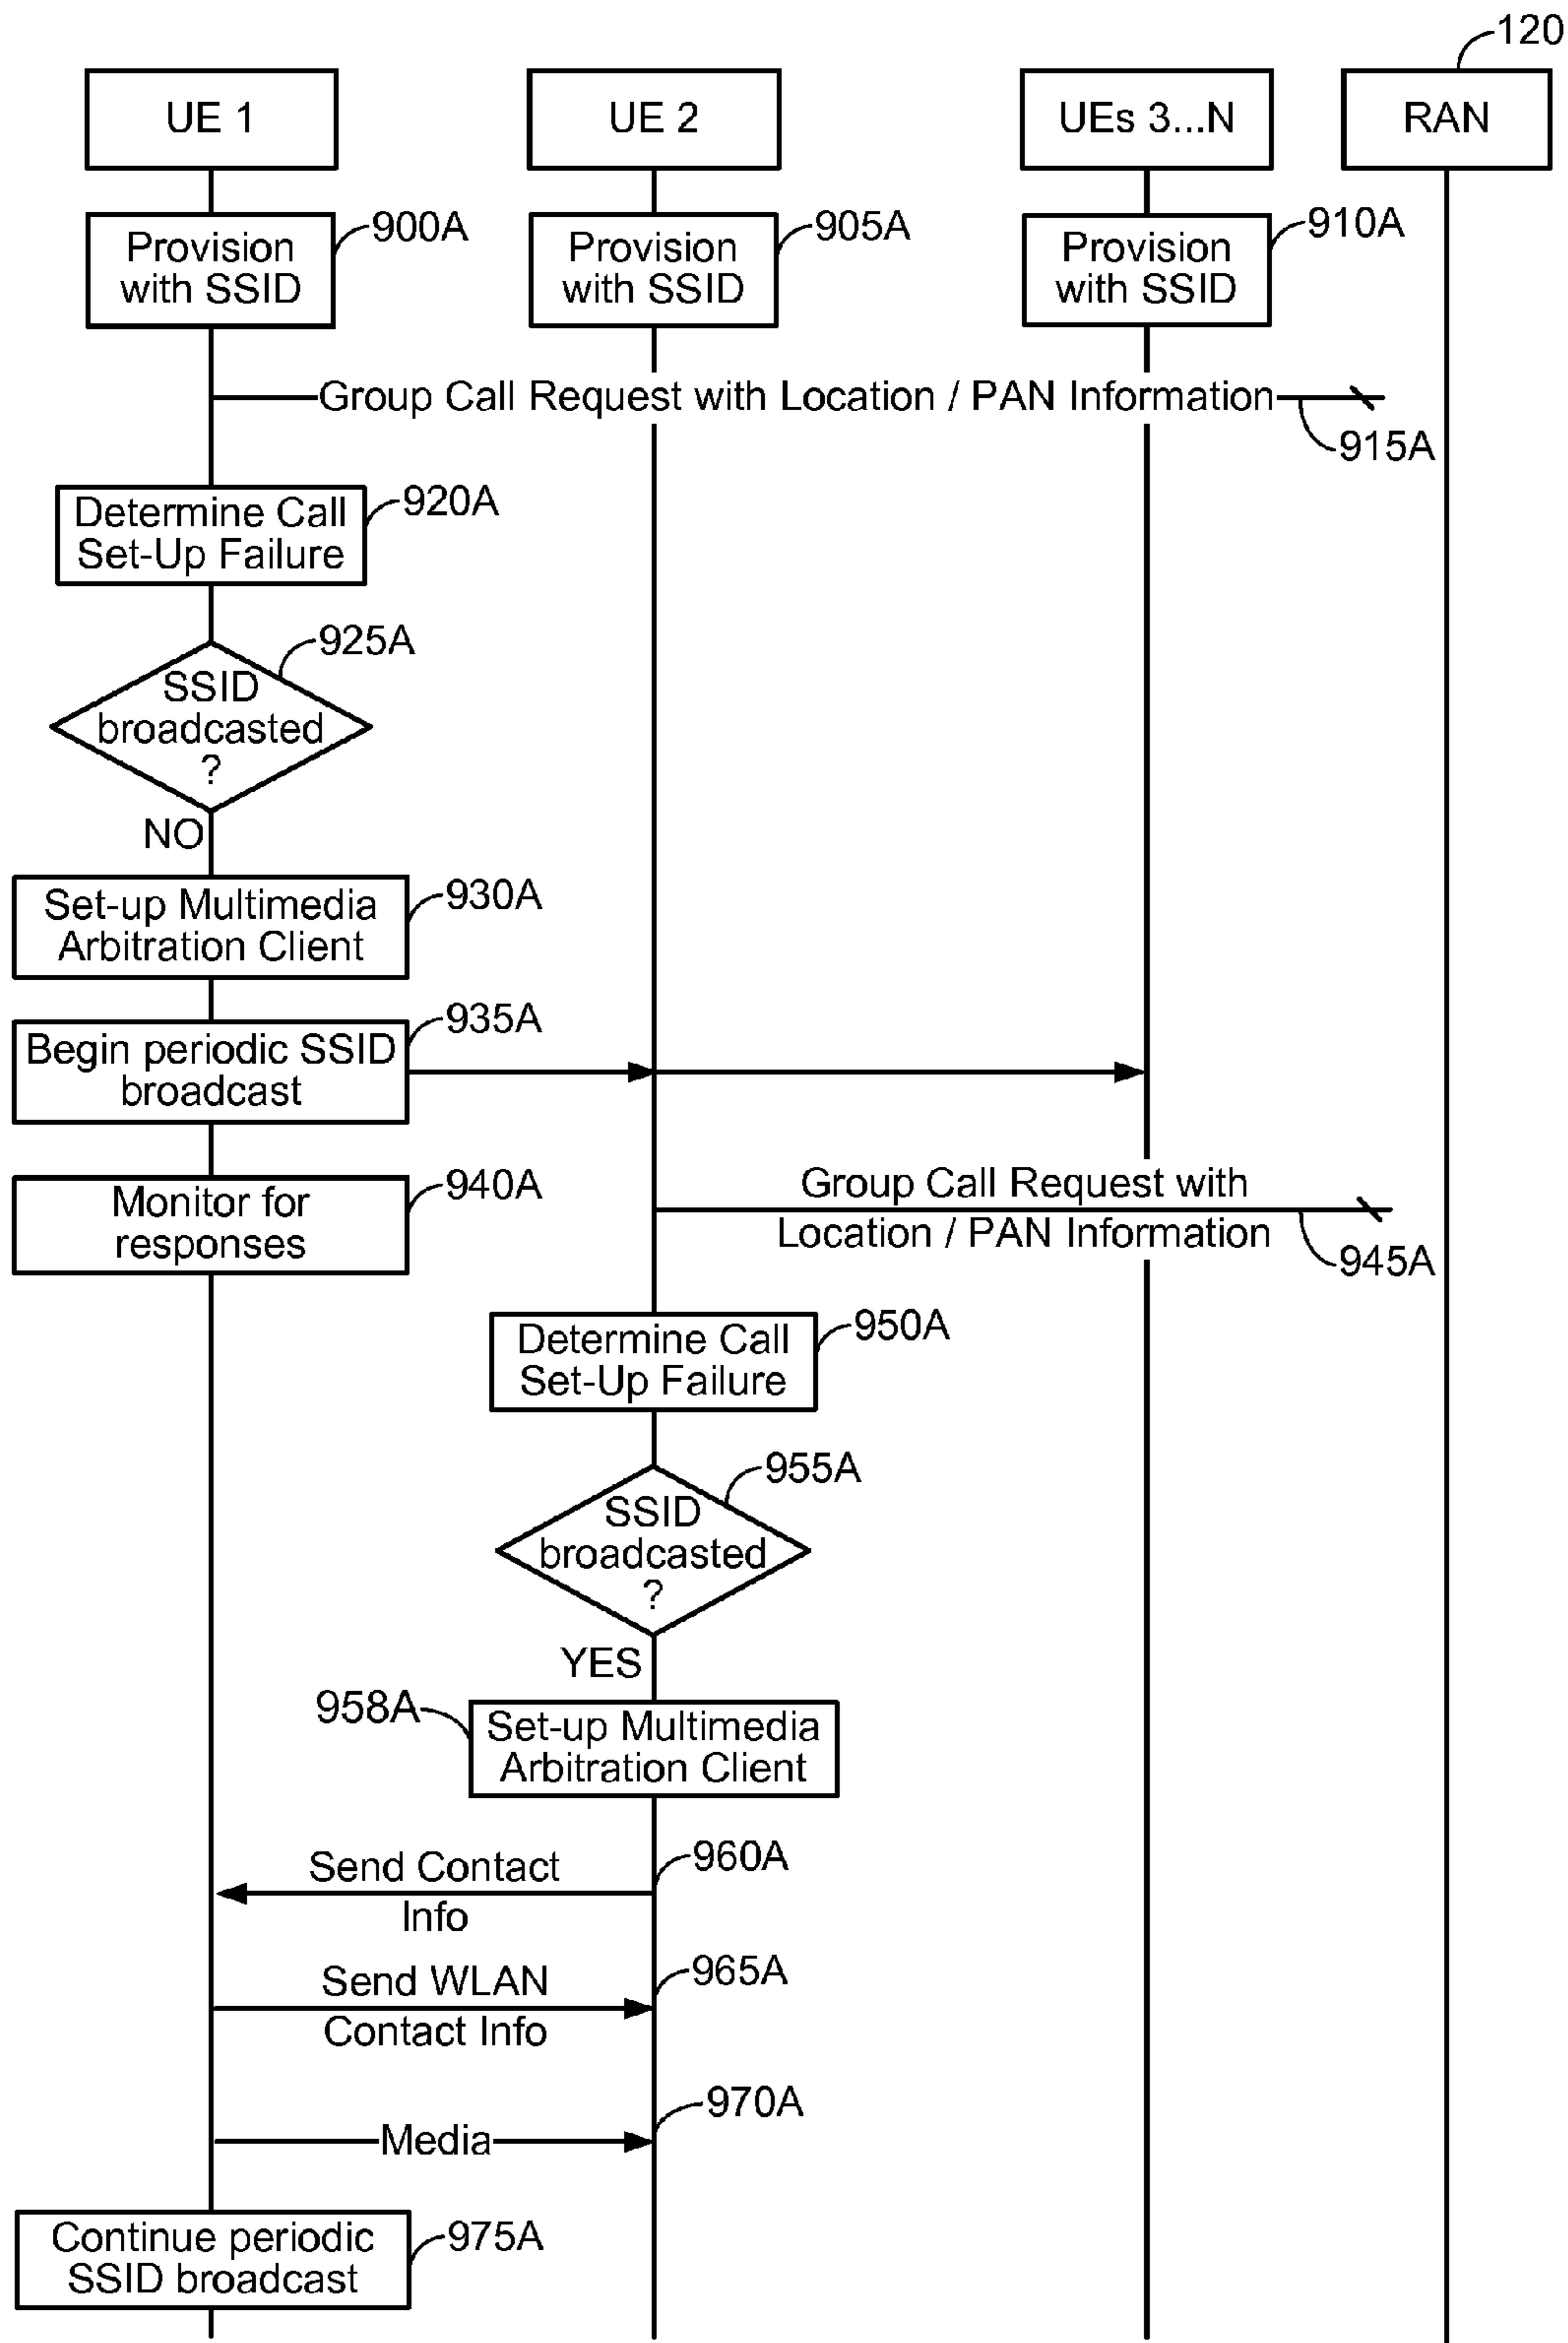 120
UE 1
UE 2
UEs 3...N
RAN
Provision
with SSID
900A
Provision
with SSID
905A
Provision
with SSID
910A
Group Call Request with Location / PAN Information
915A
Determine Call
Set-Up Failure
920A
925A
SSID
broadcasted
?
NO
Set-up Multimedia
Arbitration Client
930A
935A
Begin periodic SSID
broadcast
Monitor for
responses
940A
Group Call Request with
Location / PAN Information
945A
Determine Call
Set-Up Failure
950A
955A
SSID
broadcasted
?
YES
958A
Set-up Multimedia
Arbitration Client
960A
Send Contact
Info
965A
Send WLAN
Contact Info
970A
Media
Continue periodic
SSID broadcast
975A